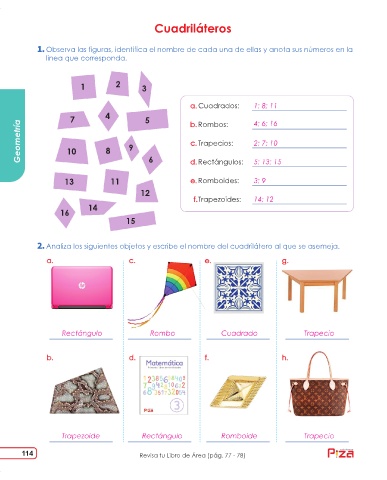 Cuadriláteros
1. Observa las figuras, identifica el nombre de cada una de ellas y anota sus números en la
línea que corresponda.
Geometría
1 2 3
7 4 5
10 8 9
6
13 11
12
16 14
15
a. Cuadrados: 1; 8; 11
b. Rombos: 4; 6; 16
c. Trapecios: 2; 7; 10
d. Rectángulos: 5; 13; 15
e. Romboides: 3; 9
f. Trapezoides: 14; 12
2. Analiza los siguientes objetos y escribe el nombre del cuadrilátero al que se asemeja.
a. c. e. g.
hp
Rectángulo Rombo Cuadrado Trapecio
b. d. f. h.
Matemática
PIZA
3
Trapezoide Rectángulo Romboide Trapecio
114
Revisa tu Libro de Área (pág. 77 - 78)
Piza